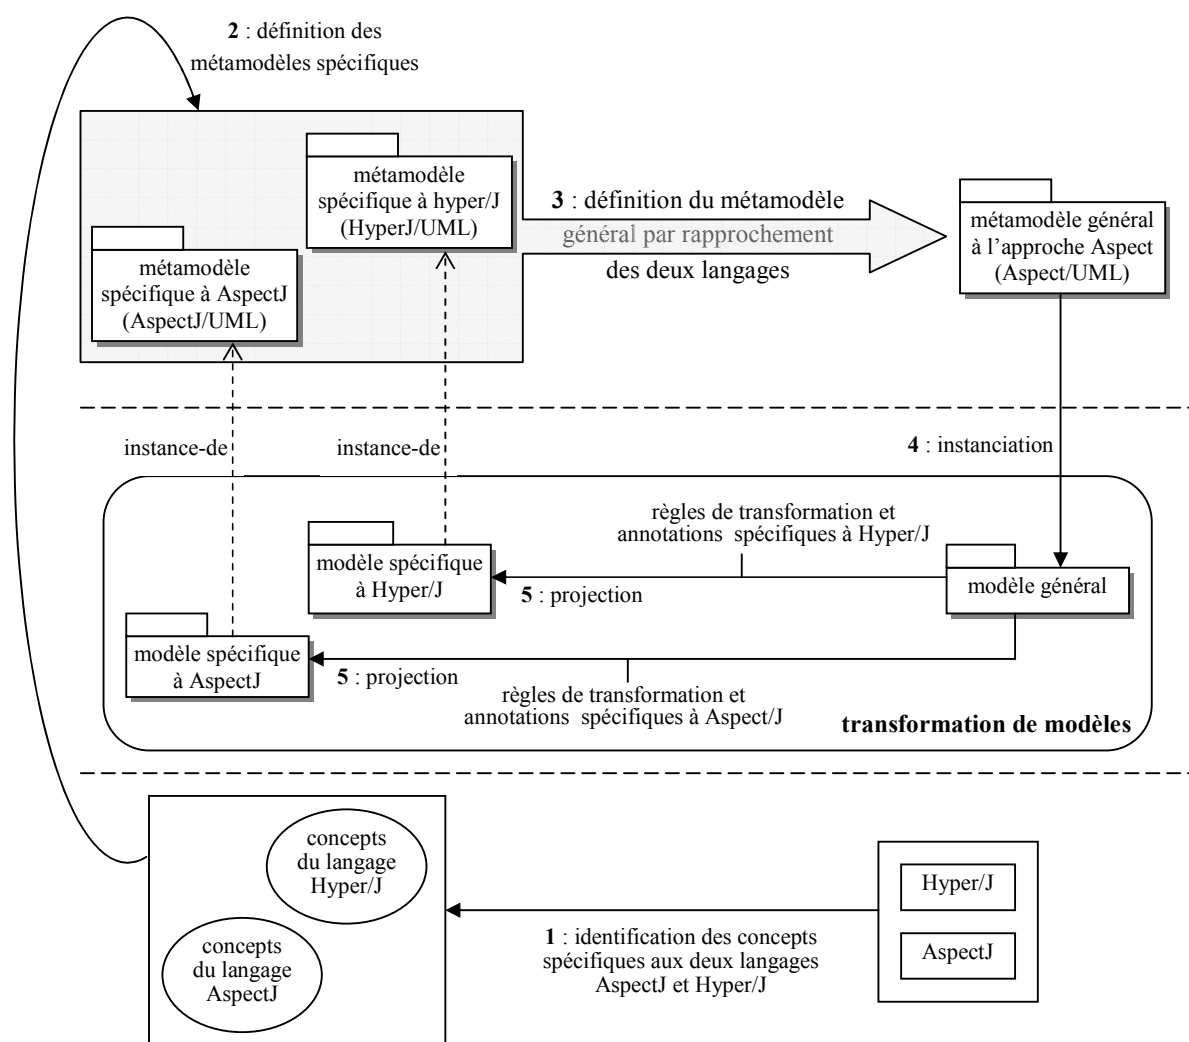 2 : définition des
métamodèles spécifiques
métamodèle
spécifique à hyper/J
(HyperJ/UML)
métamodèle
spécifique à AspectJ
(AspectJ/UML)
3 : définition du métamodèle
général par rapprochement
des deux langages
métamodèle général
à l’approche Aspect
(Aspect/UML)
instance-de
instance-de
4 : instanciation
règles de transformation et
annotations spécifiques à Hyper/J
modèle spécifique
à Hyper/J
5 : projection
modèle général
modèle spécifique
à AspectJ
5 : projection
règles de transformation et
annotations spécifiques à Aspect/J
transformation de modèles
concepts
du langage
Hyper/J
concepts
du langage
AspectJ
1 : identification des concepts
spécifiques aux deux langages
AspectJ et Hyper/J
Hyper/J
AspectJ